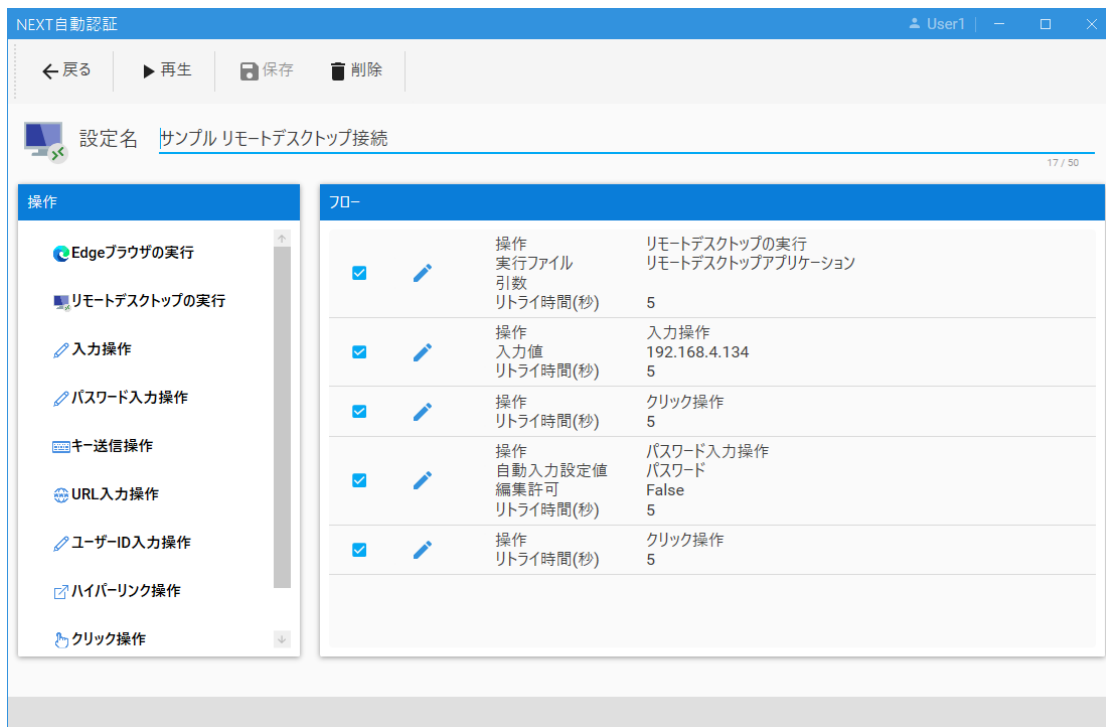 NEXT自動認証 User1
戻る 再生 保存 削除
設定名 サンプル リモートデスクトップ接続
17 / 50
操作
Edgeブラウザの実行
リモートデスクトップの実行
入力操作
パスワード入力操作
キー送信操作
URL入力操作
ユーザーID入力操作
ハイパーリンク操作
クリック操作
フロー
操作 リモートデスクトップの実行
実行ファイル リモートデスクトップアプリケーション
引数
リトライ時間(秒) 5
操作 入力操作
入力値 192.168.4.134
リトライ時間(秒) 5
操作 クリック操作
リトライ時間(秒) 5
操作 パスワード入力操作
自動入力設定値 パスワード
編集許可 False
リトライ時間(秒) 5
操作 クリック操作
リトライ時間(秒) 5